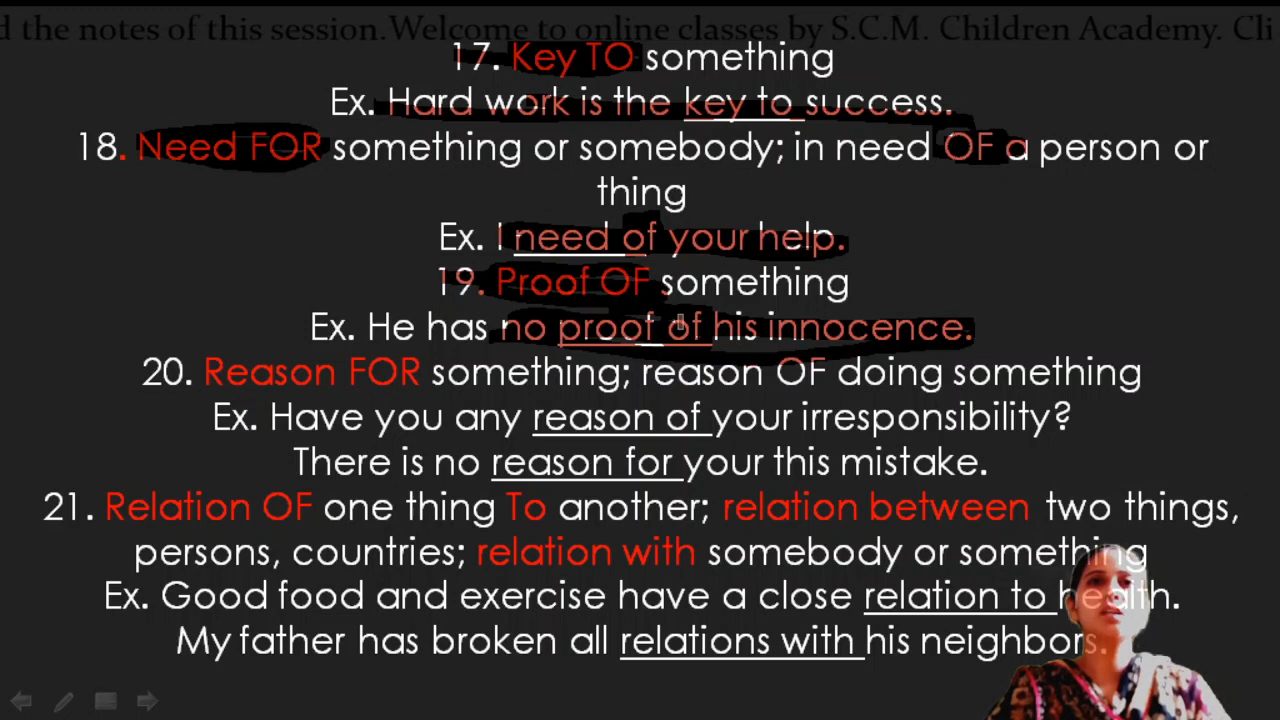 d the notes of this session.Welcome to online classes by S.C.M. Children Academy. Cli
17. Key TO something
Ex. Hard work is the key to success.
18. Need FOR something or somebody; in need OF a person or
thing
Ex. I need of your help.
19. Proof OF something
Ex. He has no proof of his innocence.
20. Reason FOR something; reason OF doing something
Ex. Have you any reason of your irresponsibility?
There is no reason for your this mistake.
21. Relation OF one thing To another; relation between two things,
persons, countries; relation with somebody or something
Ex. Good food and exercise have a close relation to health.
My father has broken all relations with his neighbors.